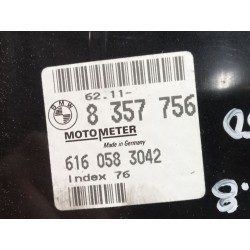 BMW
62.11-
8 357 756
MOTOMETER
Made in Germany
616 058 3042
Index 76